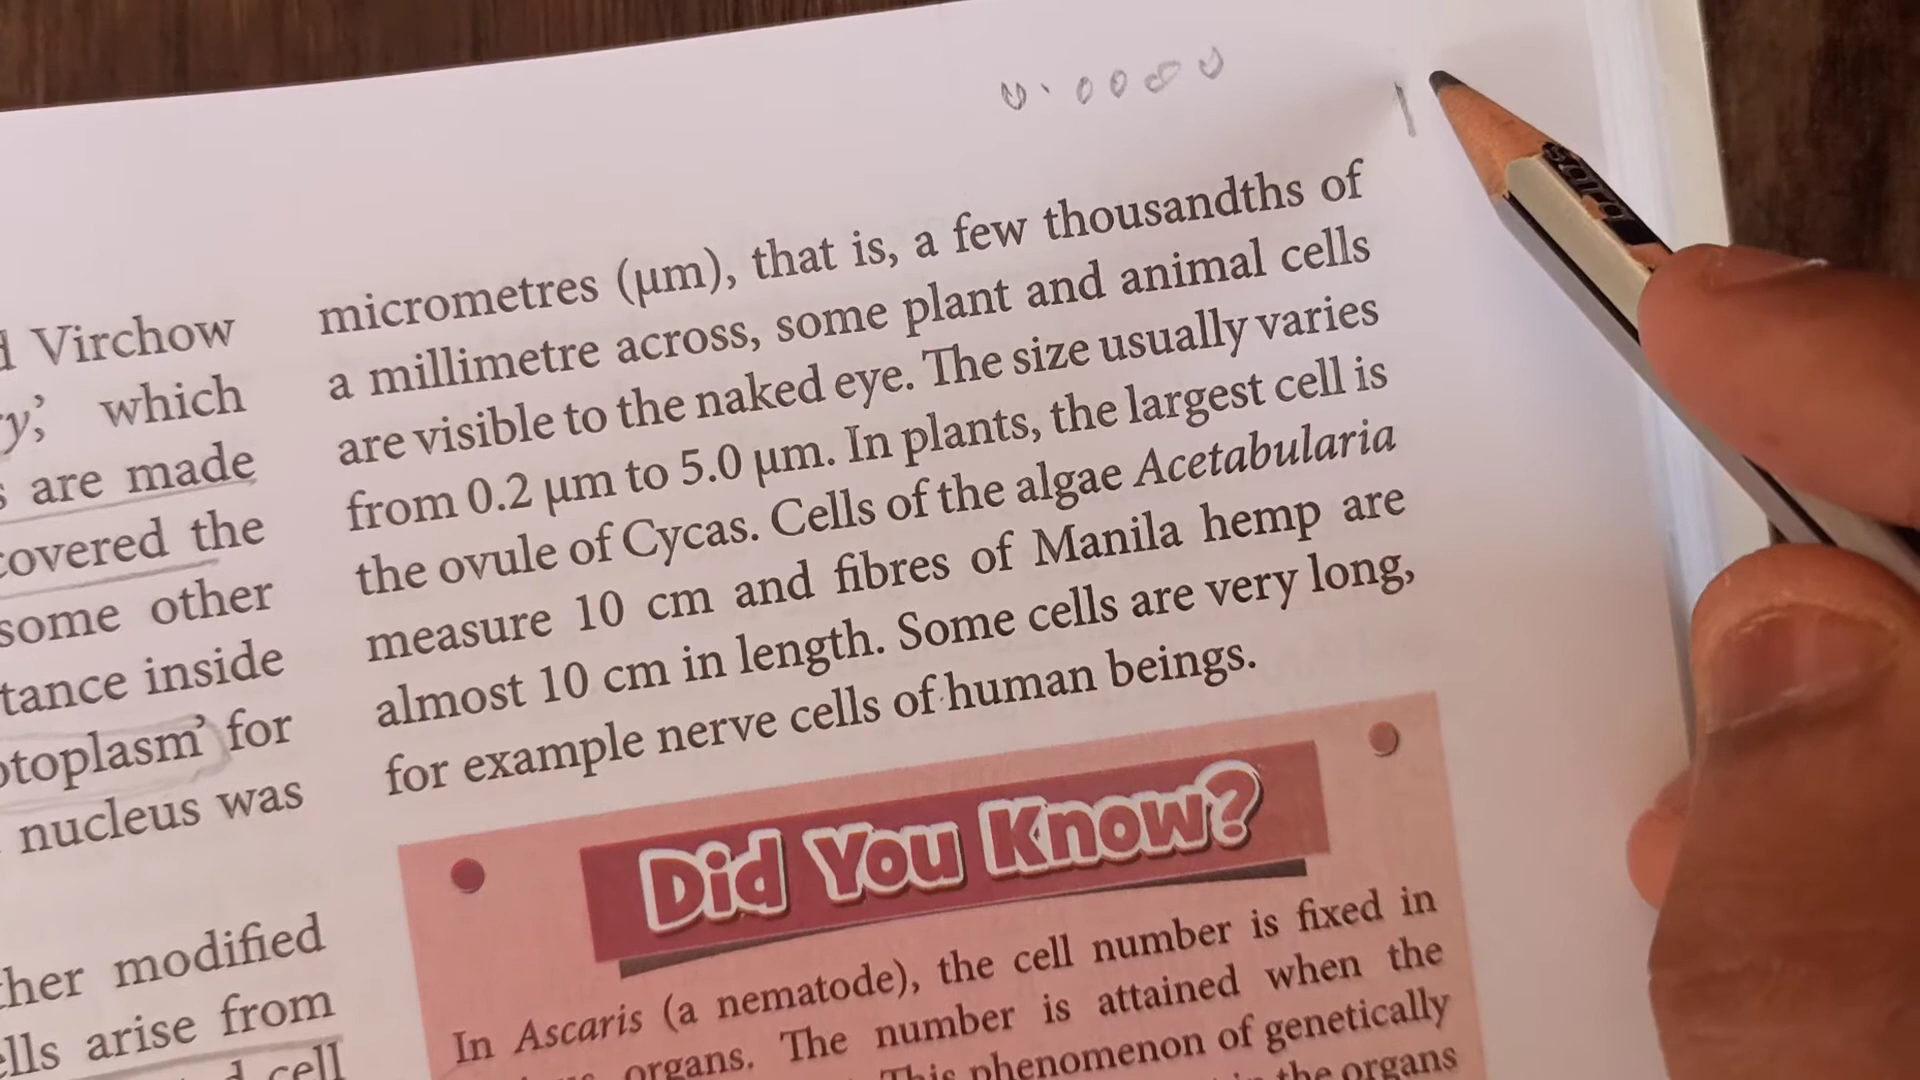 0.0000 1
d Virchow
which
are made
covered the
some other
tance inside
otoplasm' for
nucleus was
her modified
ells arise from
cell
micrometres (μm), that is, a few thousandths of
a millimetre across, some plant and animal cells
are visible to the naked eye. The size usually varies
from 0.2 μm to 5.0 μm. In plants, the largest cell is
the ovule of Cycas. Cells of the algae Acetabularia
measure 10 cm and fibres of Manila hemp are
almost 10 cm in length. Some cells are very long,
for example nerve cells of human beings.
Did You Know?
In Ascaris (a nematode), the cell number is fixed in
organs. The number is attained when the
This phenomenon of genetically
the organs